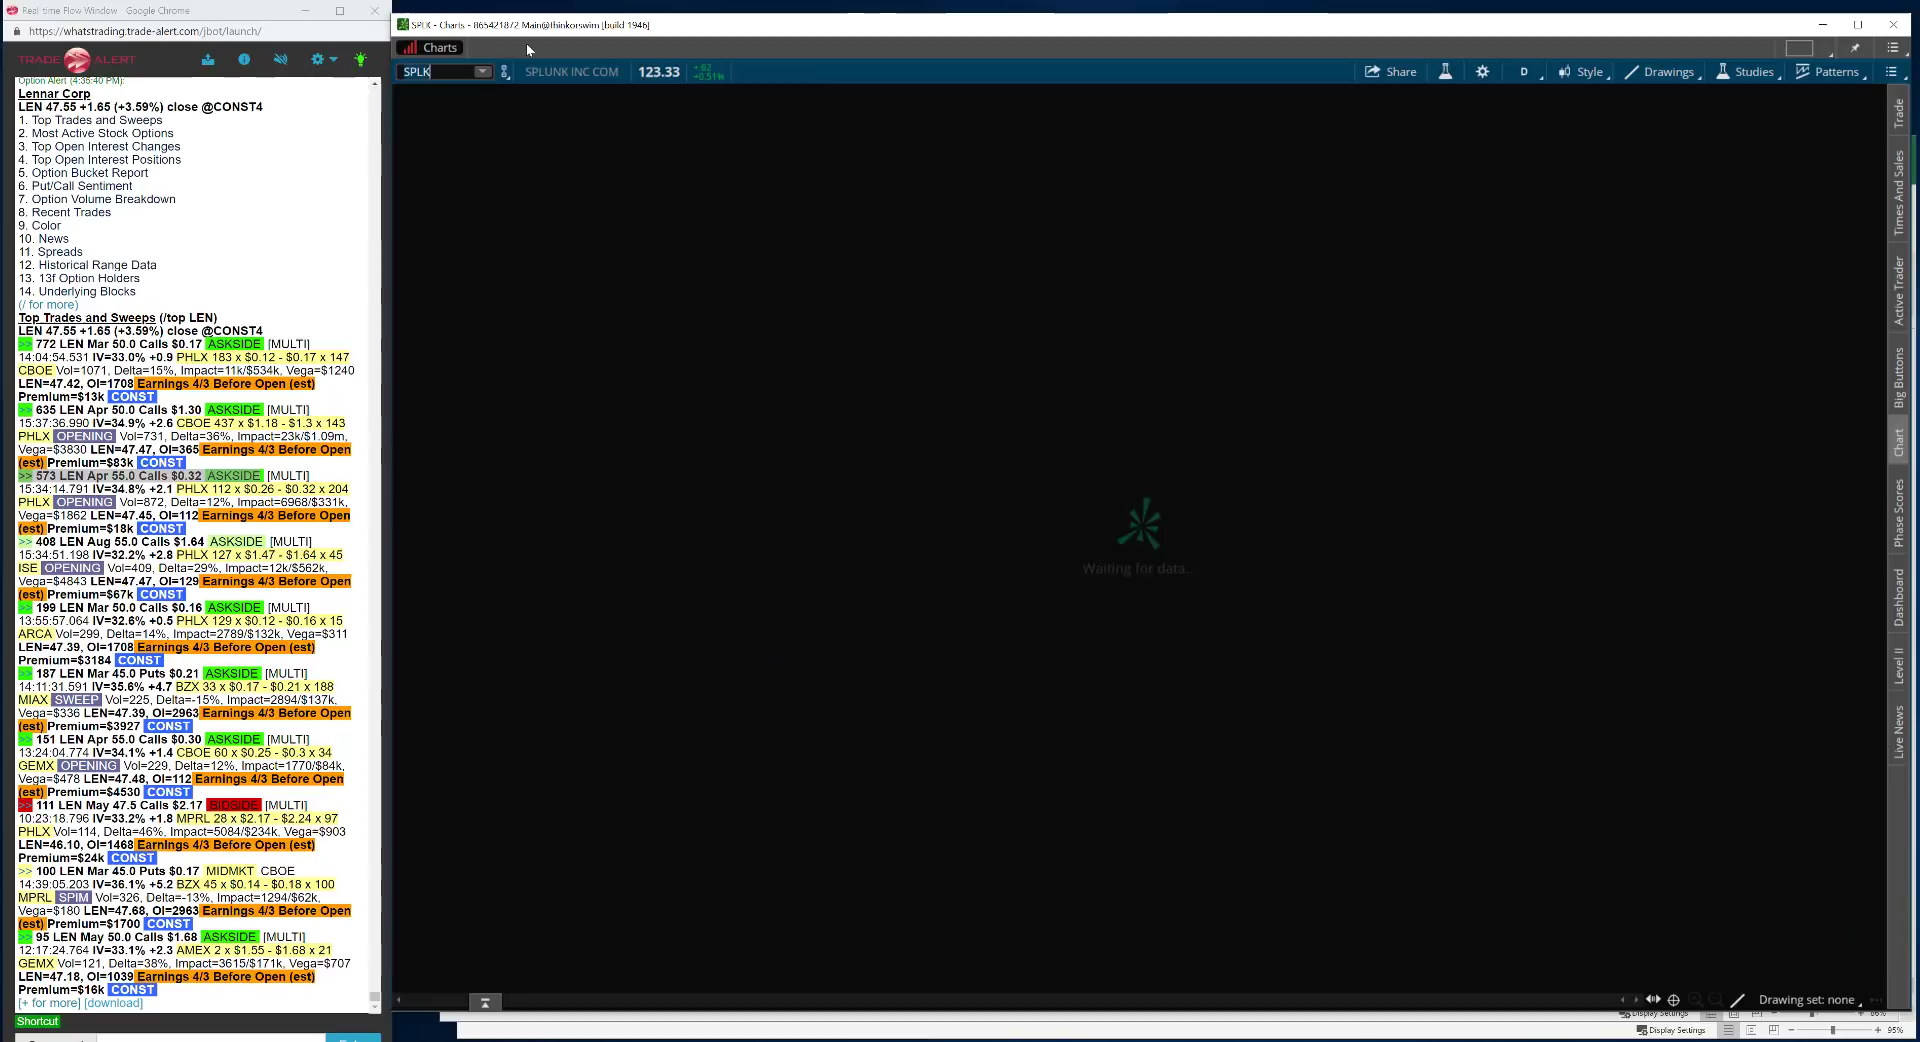 Real-time Flow Window - Google Chrome
https://whatstrading.trade-alert.com/jbot/launch/
TRADE ALERT
Option Alert (4:35:40 PM):
Lennar Corp
LEN 47.55 +1.65 (+3.59%) close @CONST4
1. Top Trades and Sweeps
2. Most Active Stock Options
3. Top Open Interest Changes
4. Top Open Interest Positions
5. Option Bucket Report
6. Put/Call Sentiment
7. Option Volume Breakdown
8. Recent Trades
9. Color
10. News
11. Spreads
12. Historical Range Data
13. 13f Option Holders
14. Underlying Blocks
(/ for more)
Top Trades and Sweeps (/top LEN)
LEN 47.55 +1.65 (+3.59%) close @CONST4
>> 772 LEN Mar 50.0 Calls $0.17 ASKSIDE [MULTI]
14:04:54.531 IV=33.0% +0.9 PHLX 183 x $0.12 - $0.17 x 147
CBOE Vol=1071, Delta=15%, Impact=11k/$534k, Vega=$1240
LEN=47.42, OI=1708 Earnings 4/3 Before Open (est)
Premium=$13k CONST
>> 635 LEN Apr 50.0 Calls $1.30 ASKSIDE [MULTI]
15:37:36.990 IV=34.9% +2.6 CBOE 437 x $1.18 - $1.3 x 143
PHLX OPENING Vol=731, Delta=36%, Impact=23k/$1.09m,
Vega=$3830 LEN=47.47, OI=365 Earnings 4/3 Before Open
(est) Premium=$83k CONST
>> 573 LEN Apr 55.0 Calls $0.32 ASKSIDE [MULTI]
15:34:14.791 IV=34.8% +2.1 PHLX 112 x $0.26 - $0.32 x 204
PHLX OPENING Vol=872, Delta=12%, Impact=6968/$331k,
Vega=$1862 LEN=47.45, OI=112 Earnings 4/3 Before Open
(est) Premium=$18k CONST
>> 408 LEN Aug 55.0 Calls $1.64 ASKSIDE [MULTI]
15:34:51.198 IV=32.2% +2.8 PHLX 127 x $1.47 - $1.64 x 45
ISE OPENING Vol=409, Delta=29%, Impact=12k/$562k,
Vega=$4843 LEN=47.47, OI=129 Earnings 4/3 Before Open
(est) Premium=$67k CONST
>> 199 LEN Mar 50.0 Calls $0.16 ASKSIDE [MULTI]
13:55:57.064 IV=32.6% +0.5 PHLX 129 x $0.12 - $0.16 x 15
ARCA Vol=299, Delta=14%, Impact=2789/$132k, Vega=$311
LEN=47.39, OI=1708 Earnings 4/3 Before Open (est)
Premium=$3184 CONST
>> 187 LEN Mar 45.0 Puts $0.21 ASKSIDE [MULTI]
14:11:31.591 IV=35.6% +4.7 BZX 33 x $0.17 - $0.21 x 188
MIAX SWEEP Vol=225, Delta=-15%, Impact=2894/$137k,
Vega=$336 LEN=47.39, OI=2963 Earnings 4/3 Before Open
(est) Premium=$3927 CONST
>> 151 LEN Apr 55.0 Calls $0.30 ASKSIDE [MULTI]
13:24:04.774 IV=34.1% +1.4 CBOE 60 x $0.25 - $0.3 x 34
GEMX OPENING Vol=229, Delta=12%, Impact=1770/$84k,
Vega=$478 LEN=47.48, OI=112 Earnings 4/3 Before Open
(est) Premium=$4530 CONST
>> 111 LEN May 47.5 Calls $2.17 BIDSIDE [MULTI]
10:23:18.796 IV=33.2% +1.8 MPRL 28 x $2.17 - $2.24 x 97
PHLX Vol=114, Delta=46%, Impact=5084/$234k, Vega=$903
LEN=46.10, OI=1468 Earnings 4/3 Before Open (est)
Premium=$24k CONST
>> 100 LEN Mar 45.0 Puts $0.17 MIDMKT CBOE
14:39:05.203 IV=36.1% +5.2 BZX 45 x $0.14 - $0.18 x 100
MPRL SPIM Vol=326, Delta=-13%, Impact=1294/$62k,
Vega=$180 LEN=47.68, OI=2963 Earnings 4/3 Before Open
(est) Premium=$1700 CONST
>> 95 LEN May 50.0 Calls $1.68 ASKSIDE [MULTI]
12:17:24.764 IV=33.1% +2.3 AMEX 2 x $1.55 - $1.68 x 21
GEMX Vol=121, Delta=38%, Impact=3615/$171k, Vega=$707
LEN=47.18, OI=1039 Earnings 4/3 Before Open (est)
Premium=$16k CONST
[+ for more] [download]
Shortcut
SPLK - Charts - 865421872 Main@thinkorswim [build 1946]
Charts
SPLK
SPLUNK INC COM
123.33
+.62
+0.51%
Share
D
Style
Drawings
Studies
Patterns
Waiting for data...
Trade
Times And Sales
Active Trader
Big Buttons
Chart
Phase Scores
Dashboard
Level II
Live News
Drawing set: none
Display Settings
86%
Display Settings
95%